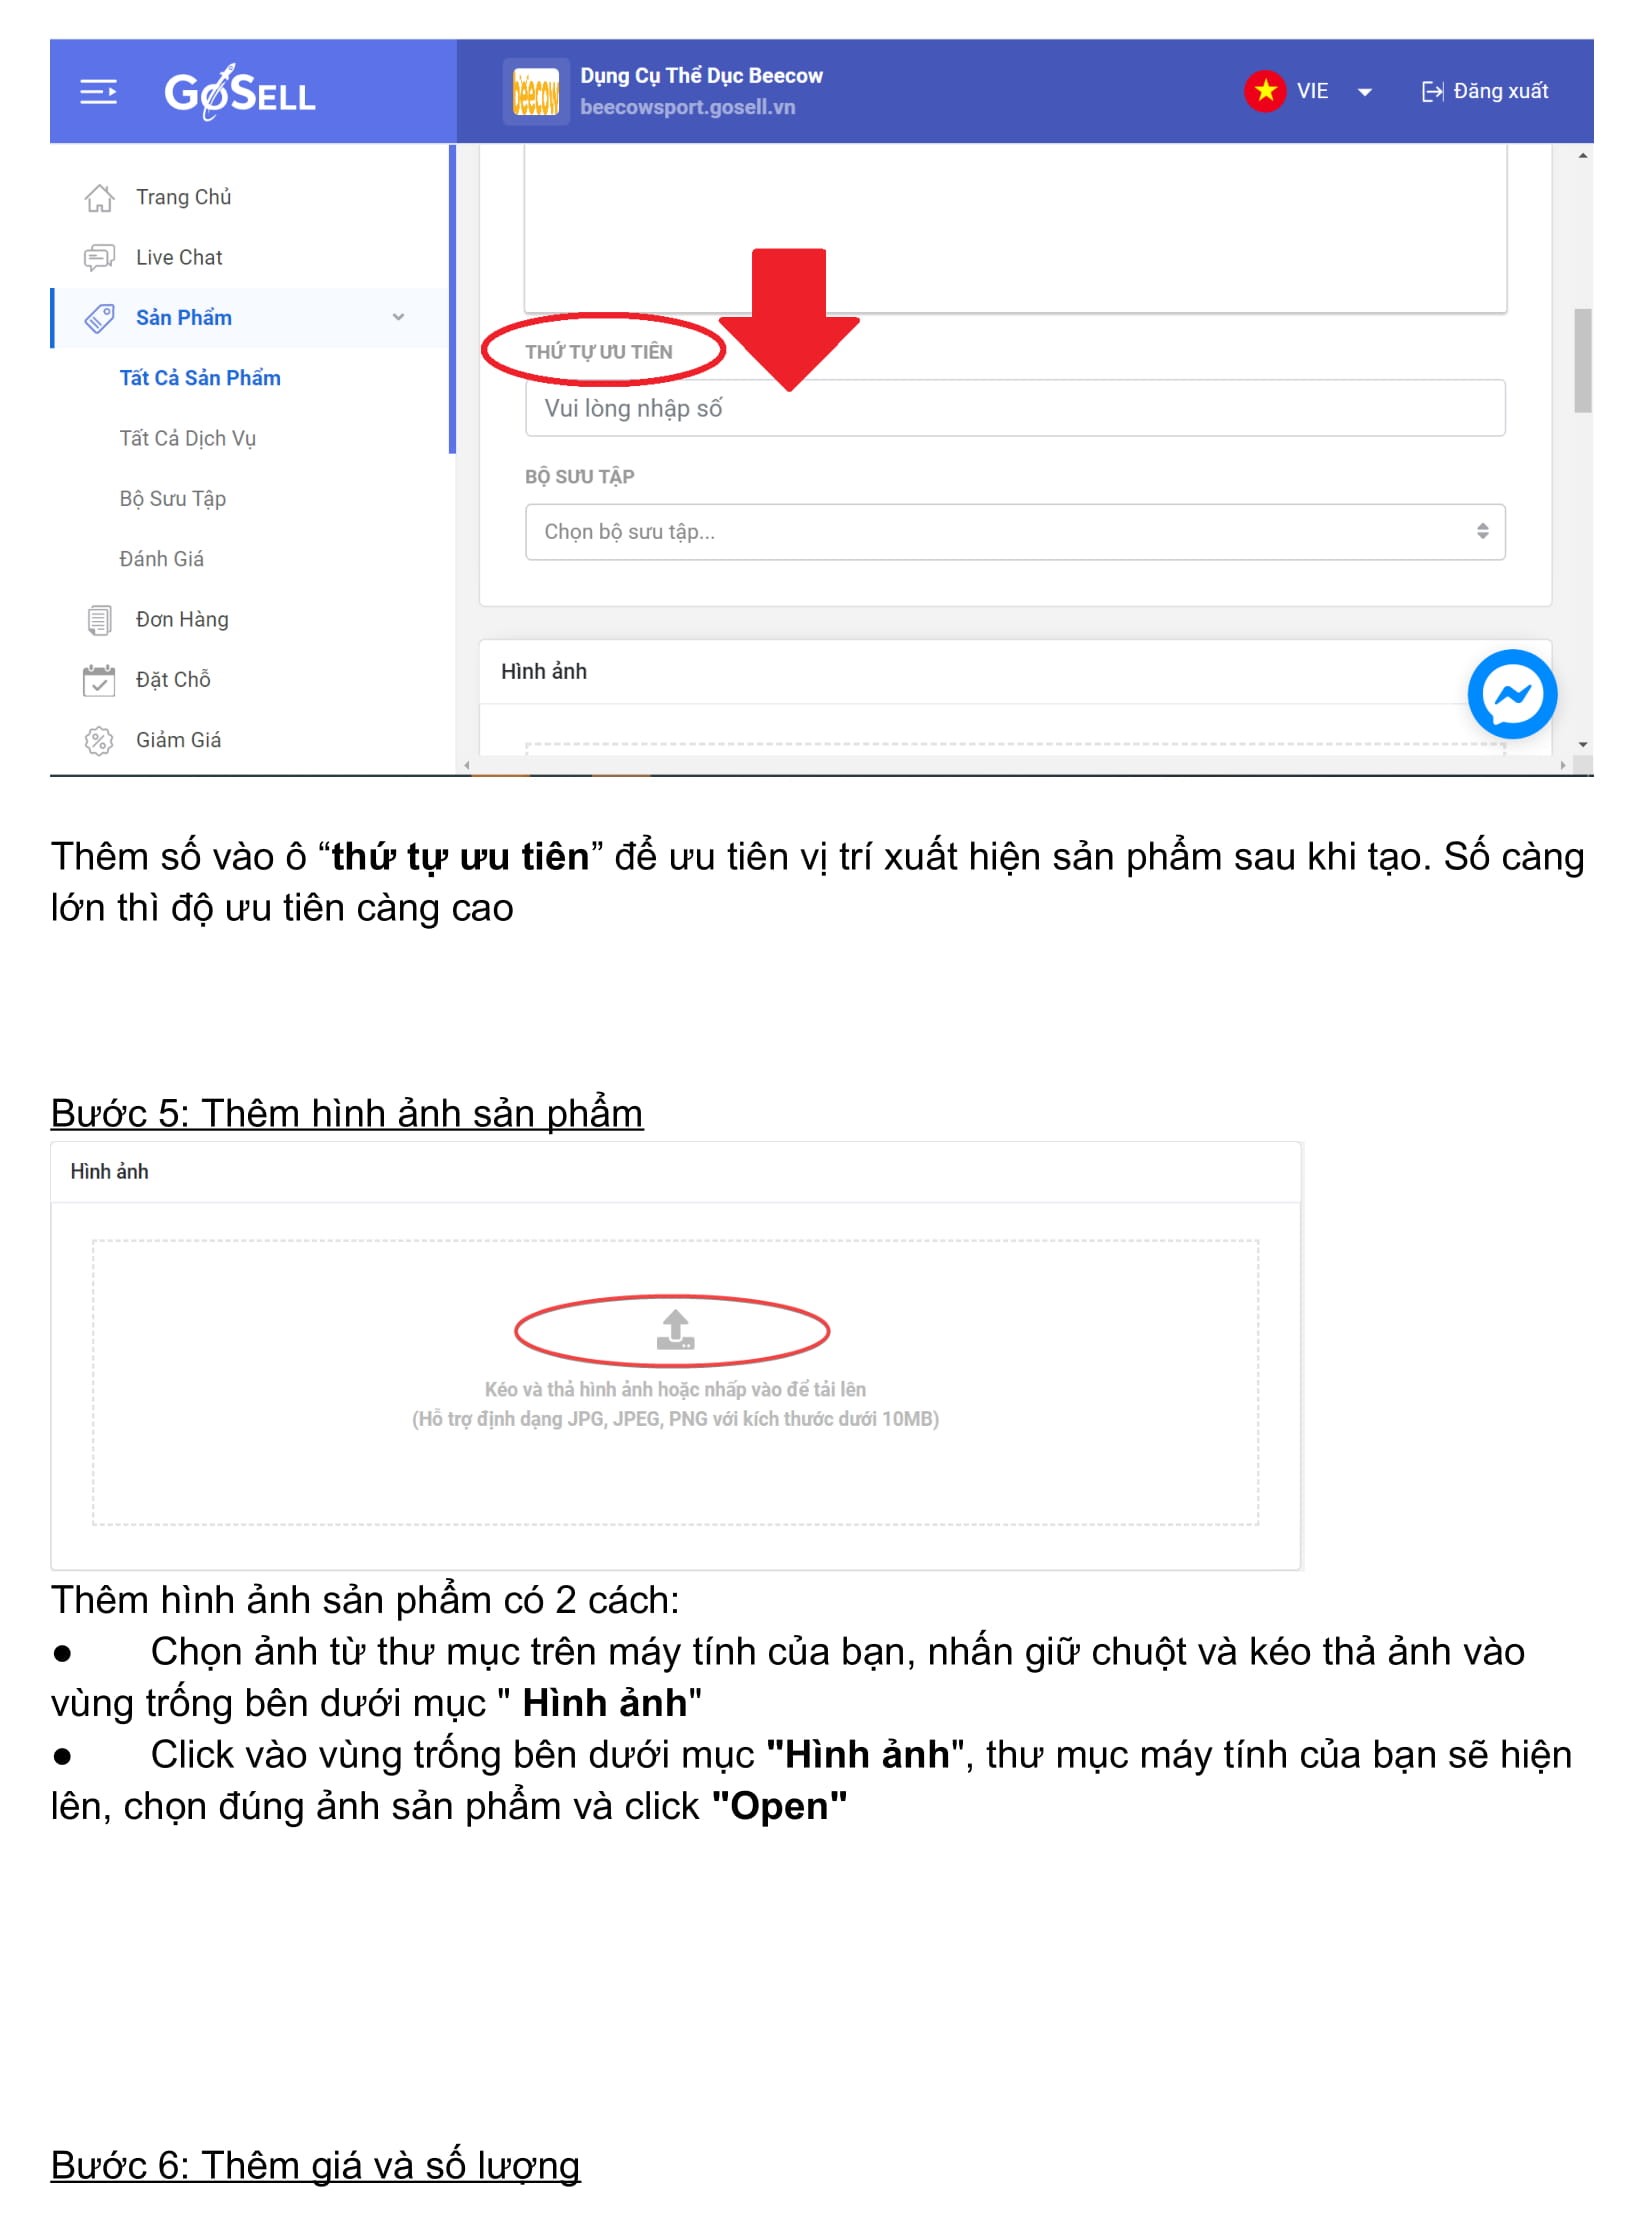 GoSELL
beecow
Dụng Cụ Thể Dục Beecow
beecowsport.gosell.vn
VIE
Đăng xuất
Trang Chủ
Live Chat
Sản Phẩm
Tất Cả Sản Phẩm
Tất Cả Dịch Vụ
Bộ Sưu Tập
Đánh Giá
Đơn Hàng
Đặt Chỗ
Giảm Giá
THỨ TỰ ƯU TIÊN
Vui lòng nhập số
BỘ SƯU TẬP
Chọn bộ sưu tập...
Hình ảnh
Thêm số vào ô “thứ tự ưu tiên” để ưu tiên vị trí xuất hiện sản phẩm sau khi tạo. Số càng
lớn thì độ ưu tiên càng cao
Bước 5: Thêm hình ảnh sản phẩm
Hình ảnh
Kéo và thả hình ảnh hoặc nhấp vào để tải lên
(Hỗ trợ định dạng JPG, JPEG, PNG với kích thước dưới 10MB)
Thêm hình ảnh sản phẩm có 2 cách:
● Chọn ảnh từ thư mục trên máy tính của bạn, nhấn giữ chuột và kéo thả ảnh vào
vùng trống bên dưới mục " Hình ảnh"
● Click vào vùng trống bên dưới mục "Hình ảnh", thư mục máy tính của bạn sẽ hiện
lên, chọn đúng ảnh sản phẩm và click "Open"
Bước 6: Thêm giá và số lượng